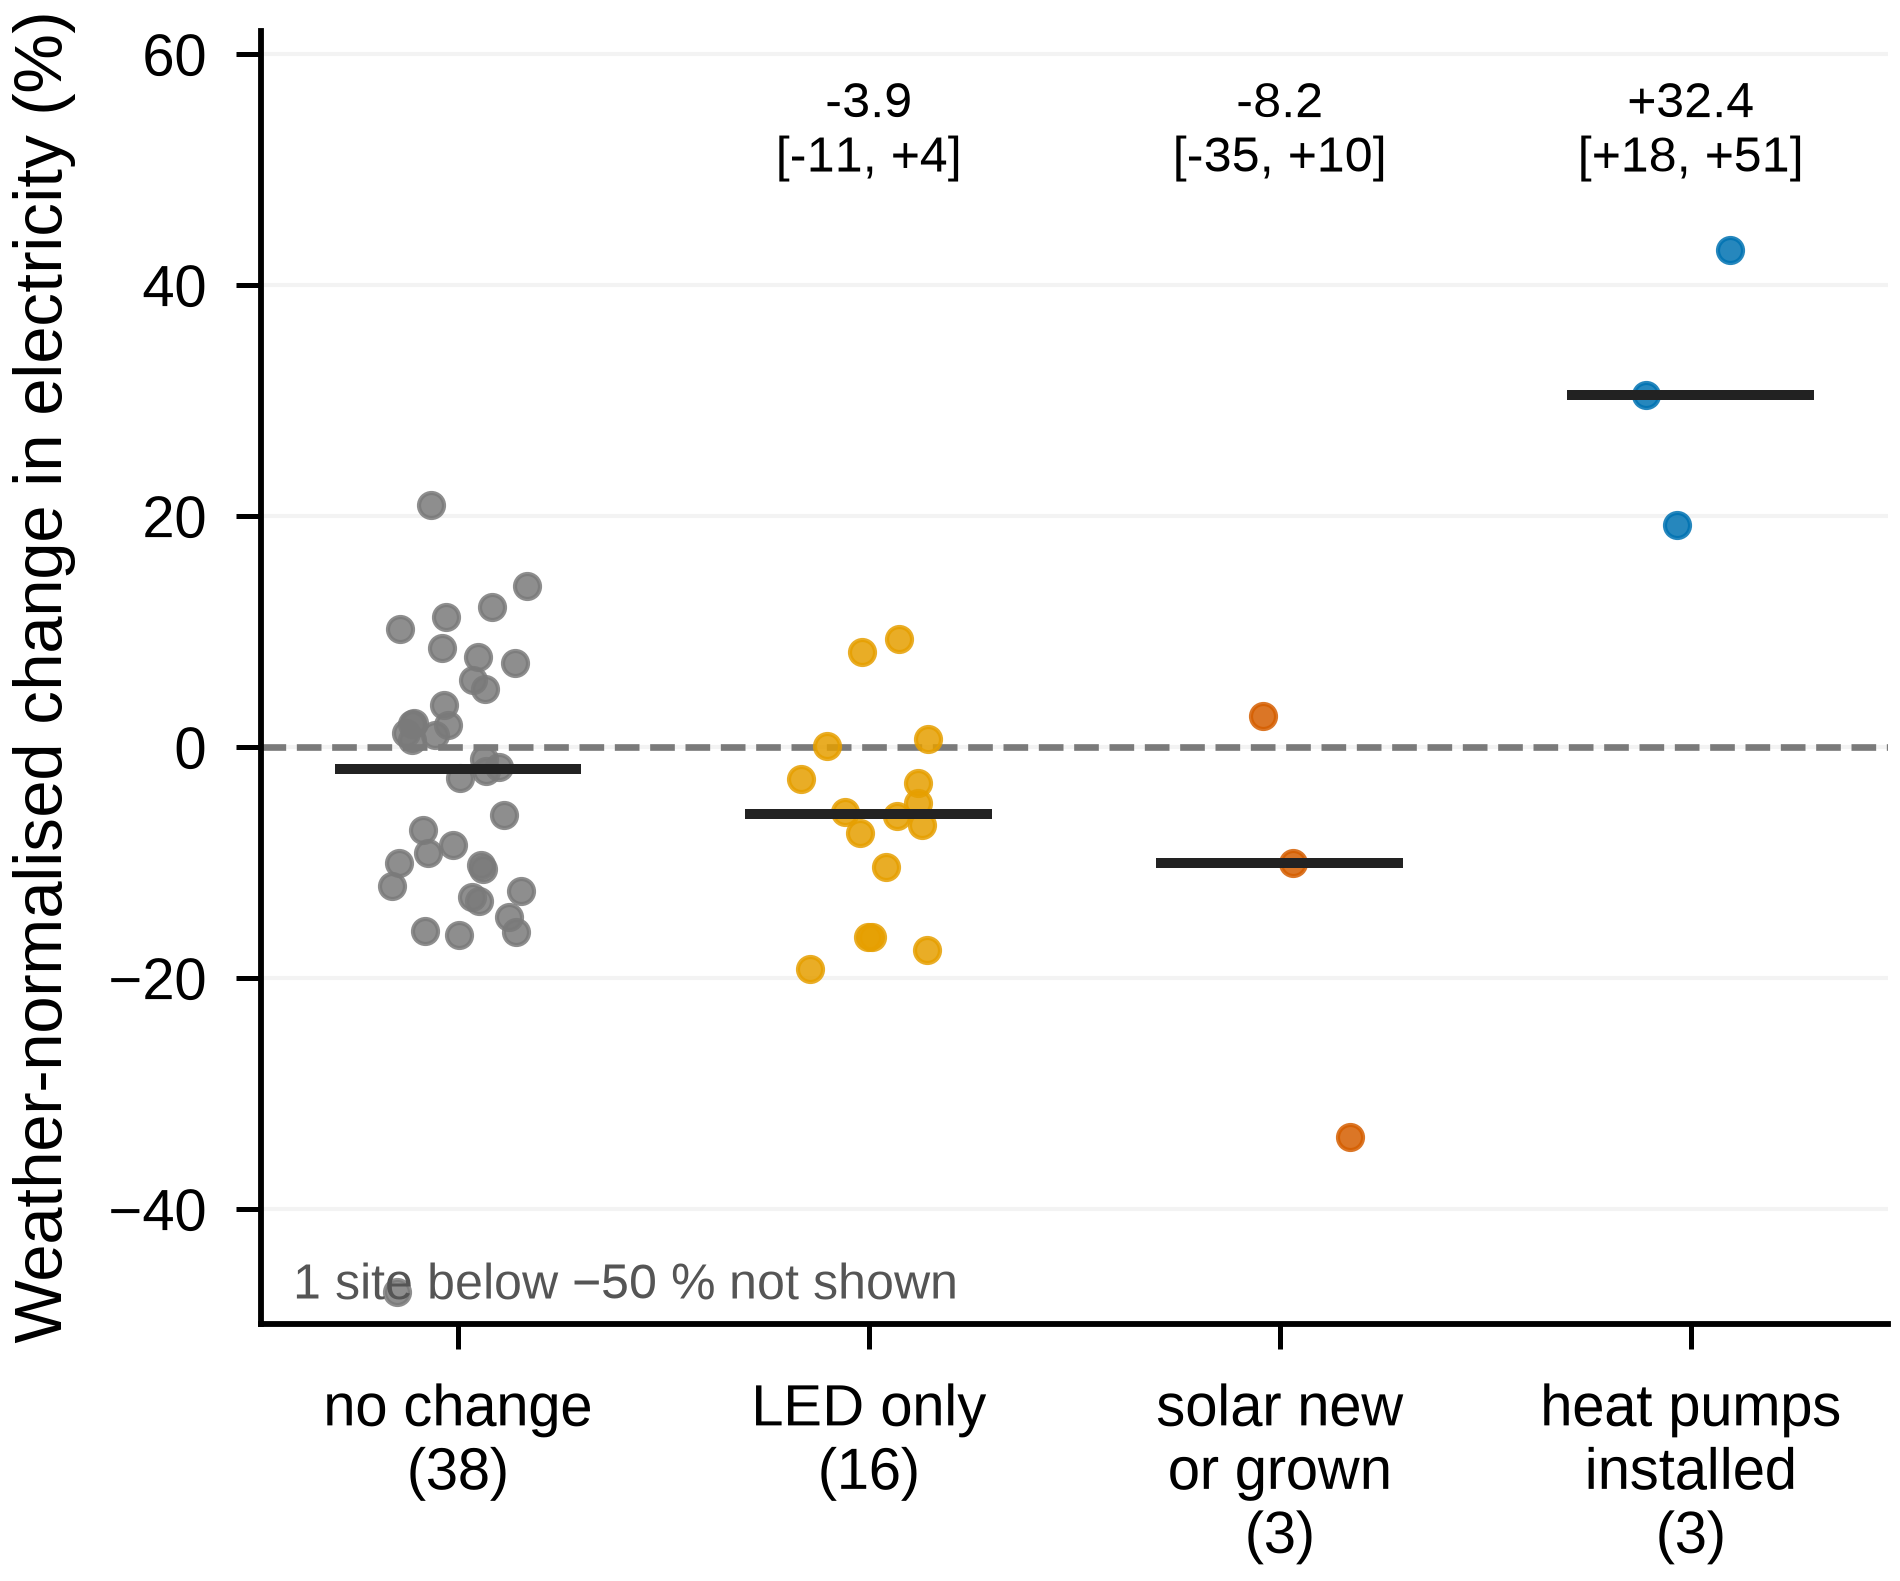 Weather-normalised change in electricity (%)
60
40
20
0
−20
−40
-3.9
[-11, +4]
-8.2
[-35, +10]
+32.4
[+18, +51]
1 site below −50 % not shown
no change
(38)
LED only
(16)
solar new
or grown
(3)
heat pumps
installed
(3)